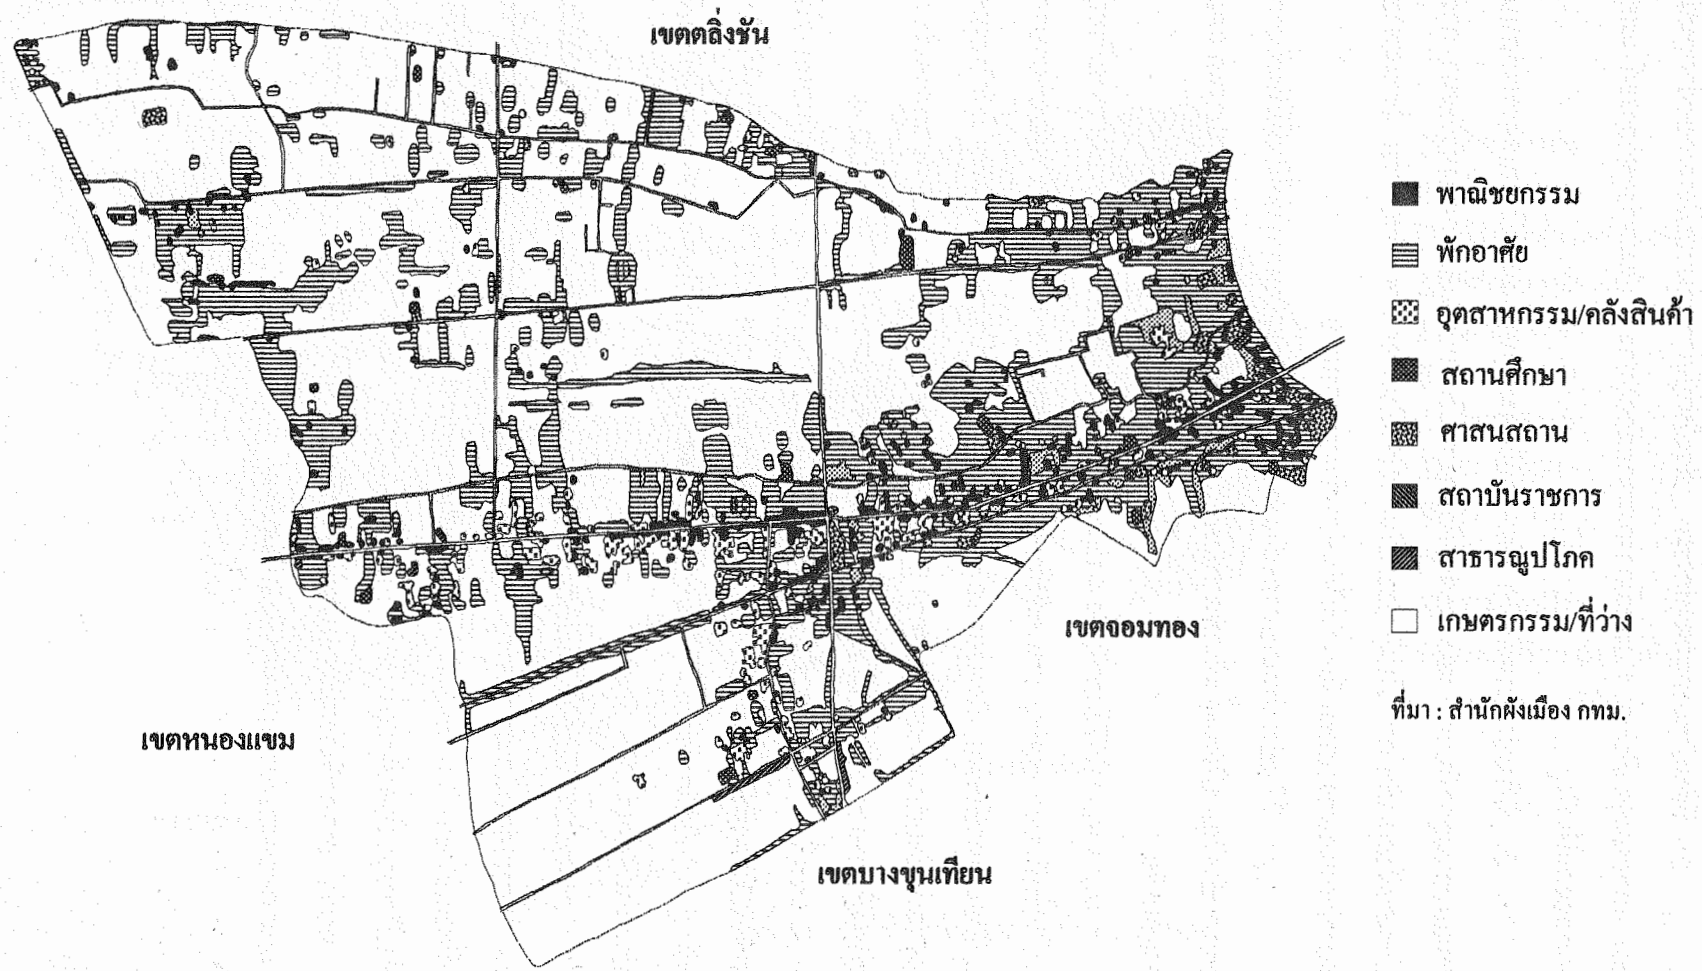 เขตตลิ่งชัน
พาณิชยกรรม
พักอาศัย
อุตสาหกรรม/คลังสินค้า
สถานศึกษา
ศาสนสถาน
สถาบันราชการ
สาธารณูปโภค
เกษตรกรรม/ที่ว่าง
เขตจอมทอง
ที่มา : สำนักผังเมือง กทม.
เขตหนองแขม
เขตบางขุนเทียน